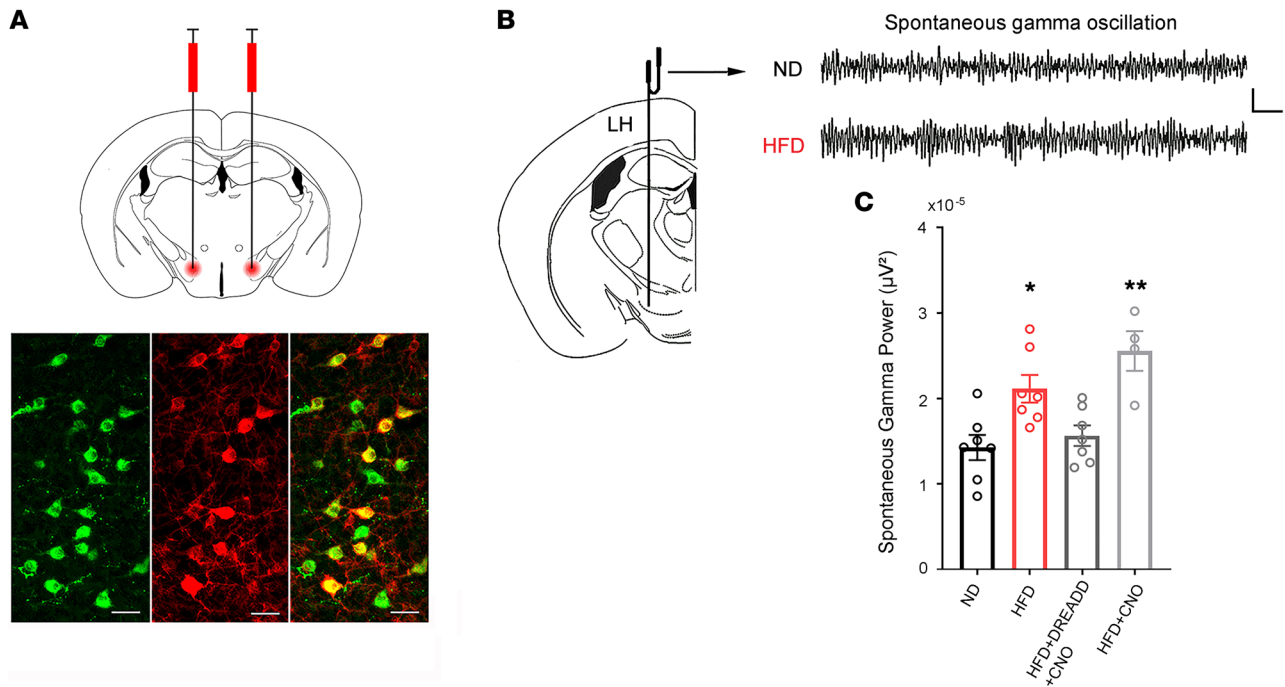 A
B
Spontaneous gamma oscillation
ND
LH
HFD
C
x10-5
Spontaneous Gamma Power (µV²)
4
3
2
1
0
*
**
ND
HFD
HFD+DREADD
+CNO
HFD+CNO